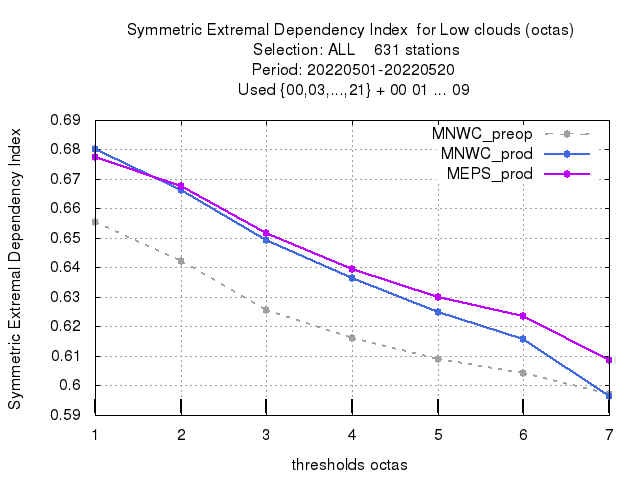 Symmetric Extremal Dependency Index  for Low clouds (octas)
Selection: ALL    631 stations
Period: 20220501-20220520
Used {00,03,...,21} + 00 01 ... 09
Symmetric Extremal Dependency Index
0.69
0.68
0.67
0.66
0.65
0.64
0.63
0.62
0.61
0.6
0.59
MNWC_preop
MNWC_prod
MEPS_prod
1 2 3 4 5 6 7
thresholds octas